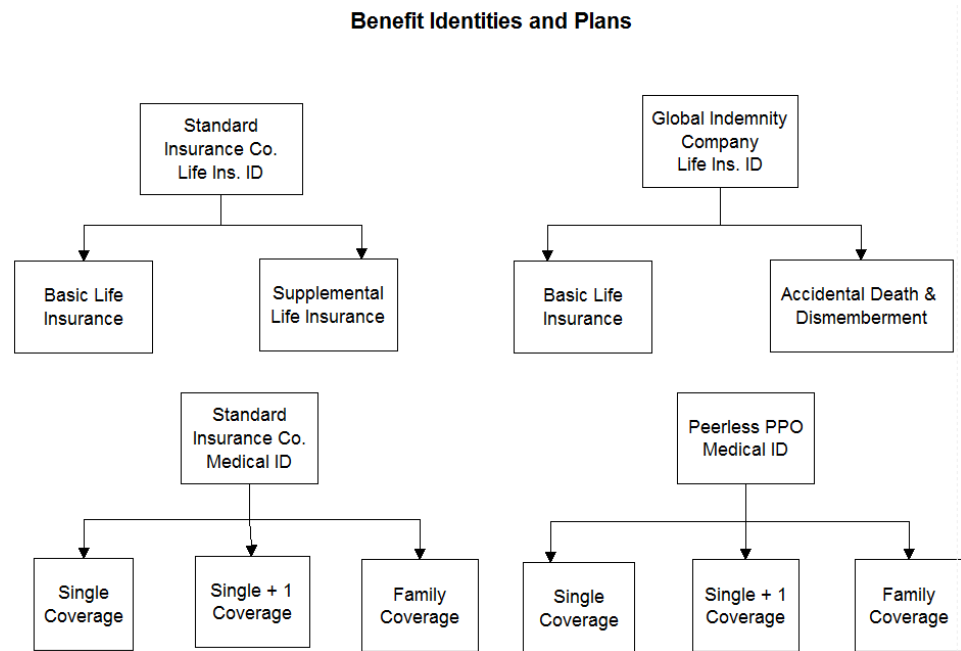 Benefit Identities and Plans
Standard
Insurance Co.
Life Ins. ID
Global Indemnity
Company
Life Ins. ID
Basic Life
Insurance
Supplemental
Life Insurance
Basic Life
Insurance
Accidental Death &
Dismemberment
Standard
Insurance Co.
Medical ID
Peerless PPO
Medical ID
Single
Coverage
Single + 1
Coverage
Family
Coverage
Single
Coverage
Single + 1
Coverage
Family
Coverage